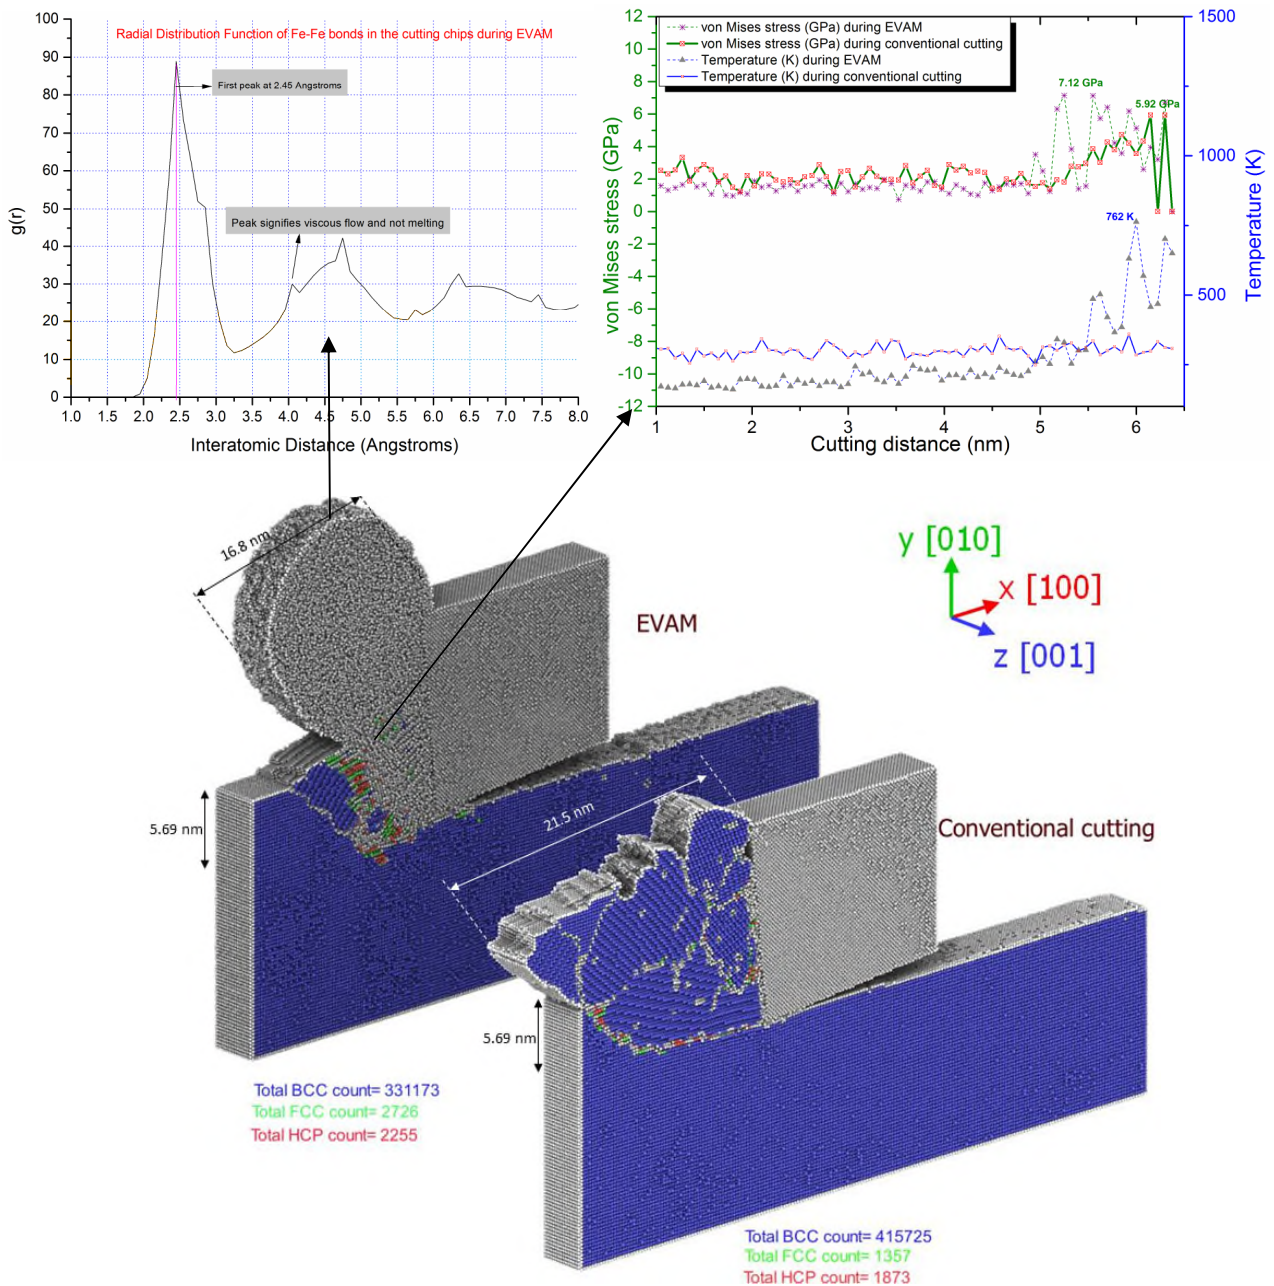 Radial Distribution Function of Fe-Fe bonds in the cutting chips during EVAM
First peak at 2.45 Angstroms
Peak signifies viscous flow and not melting
g(r)
100
90
80
70
60
50
40
30
20
10
0
1.0 1.5 2.0 2.5 3.0 3.5 4.0 4.5 5.0 5.5 6.0 6.5 7.0 7.5 8.0
Interatomic Distance (Angstroms)
von Mises stress (GPa) during EVAM
von Mises stress (GPa) during conventional cutting
Temperature (K) during EVAM
Temperature (K) during conventional cutting
7.12 GPa
5.92 GPa
762 K
von Mises stress (GPa)
12
10
8
6
4
2
0
-2
-4
-6
-8
-10
-12
1500
1000
500
Temperature (K)
1 2 3 4 5 6
Cutting distance (nm)
16.8 nm
EVAM
y [010]
x [100]
z [001]
5.69 nm
21.5 nm
Conventional cutting
5.69 nm
Total BCC count= 331173
Total FCC count= 2726
Total HCP count= 2255
Total BCC count= 415725
Total FCC count= 1357
Total HCP count= 1873